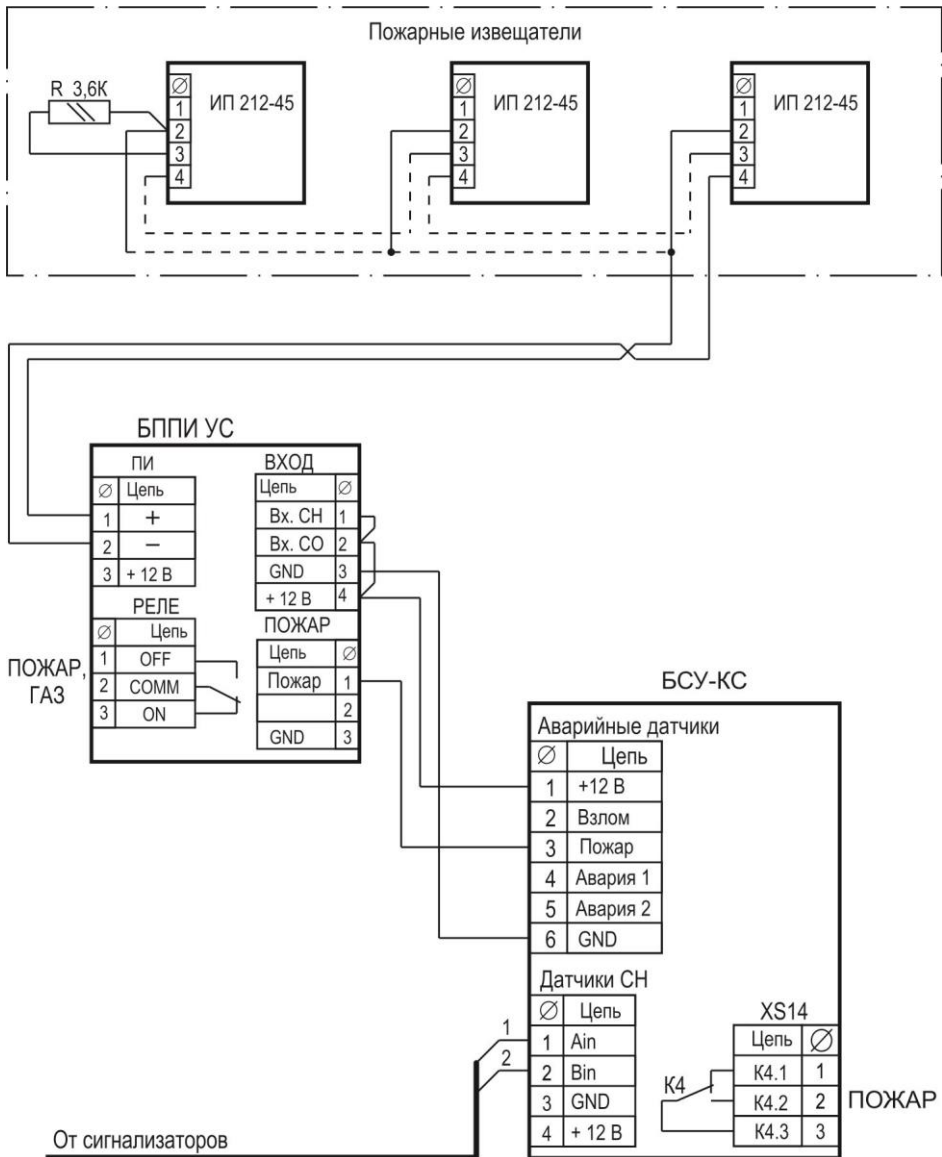 Пожарные извещатели
R 3,6К
∅
1
2
3
4
ИП 212-45
∅
1
2
3
4
ИП 212-45
∅
1
2
3
4
ИП 212-45
БППИ УС
ПИ
∅ Цепь
1 +
2 −
3 + 12 В
ВХОД
Цепь ∅
Вх. СН 1
Вх. СО 2
GND 3
+ 12 В 4
РЕЛЕ
∅ Цепь
1 OFF
2 COMM
3 ON
ПОЖАР,
ГАЗ
ПОЖАР
Цепь ∅
Пожар 1
2
GND 3
БСУ-КС
Аварийные датчики
∅ Цепь
1 +12 В
2 Взлом
3 Пожар
4 Авария 1
5 Авария 2
6 GND
Датчики СН
∅ Цепь
1 Ain
2 Bin
3 GND
4 + 12 В
1
2
От сигнализаторов
XS14
Цепь ∅
К4.1 1
К4.2 2
К4.3 3
К4
ПОЖАР